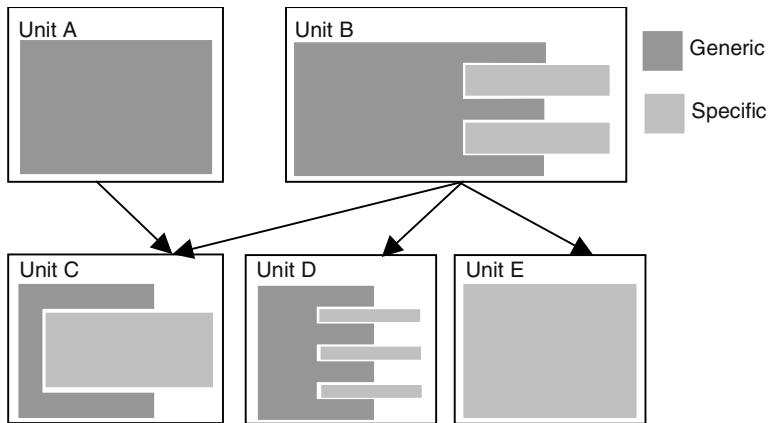 Unit A
Unit B
Generic
Specific
Unit C
Unit D
Unit E